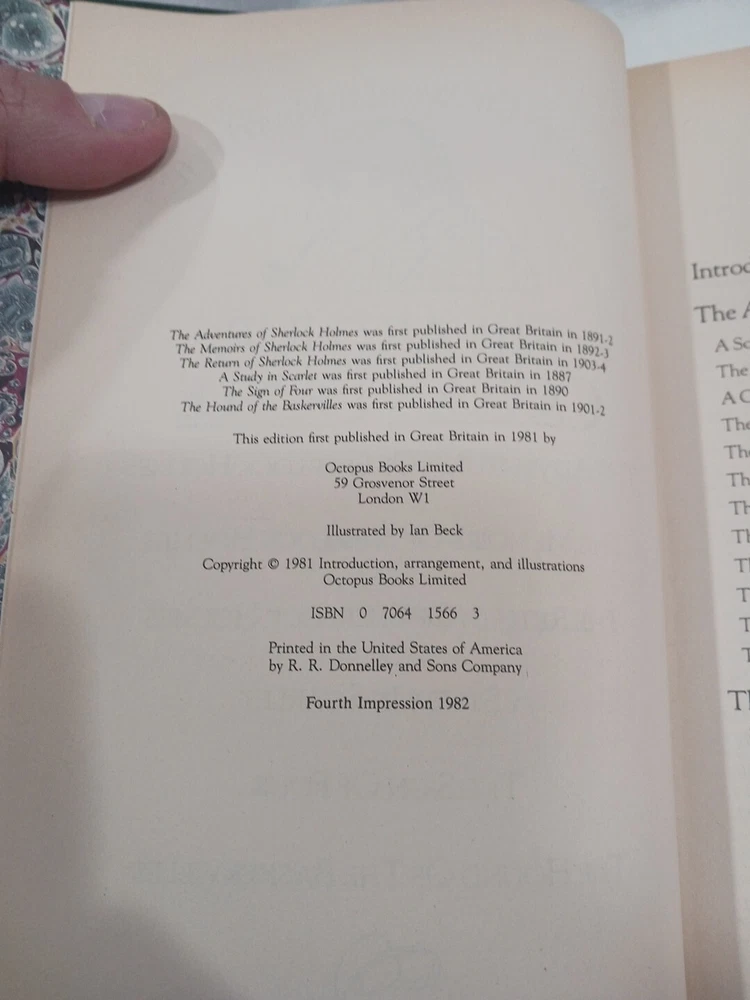 The Adventures of Sherlock Holmes was first published in Great Britain in 1891-2
The Memoirs of Sherlock Holmes was first published in Great Britain in 1892-3
The Return of Sherlock Holmes was first published in Great Britain in 1903-4
A Study in Scarlet was first published in Great Britain in 1887
The Sign of Four was first published in Great Britain in 1890
The Hound of the Baskervilles was first published in Great Britain in 1901-2
This edition first published in Great Britain in 1981 by
Octopus Books Limited
59 Grosvenor Street
London W1
Illustrated by Ian Beck
Copyright © 1981 Introduction, arrangement, and illustrations
Octopus Books Limited
ISBN 0 7064 1566 3
Printed in the United States of America
by R. R. Donnelley and Sons Company
Fourth Impression 1982
The
A
The
The